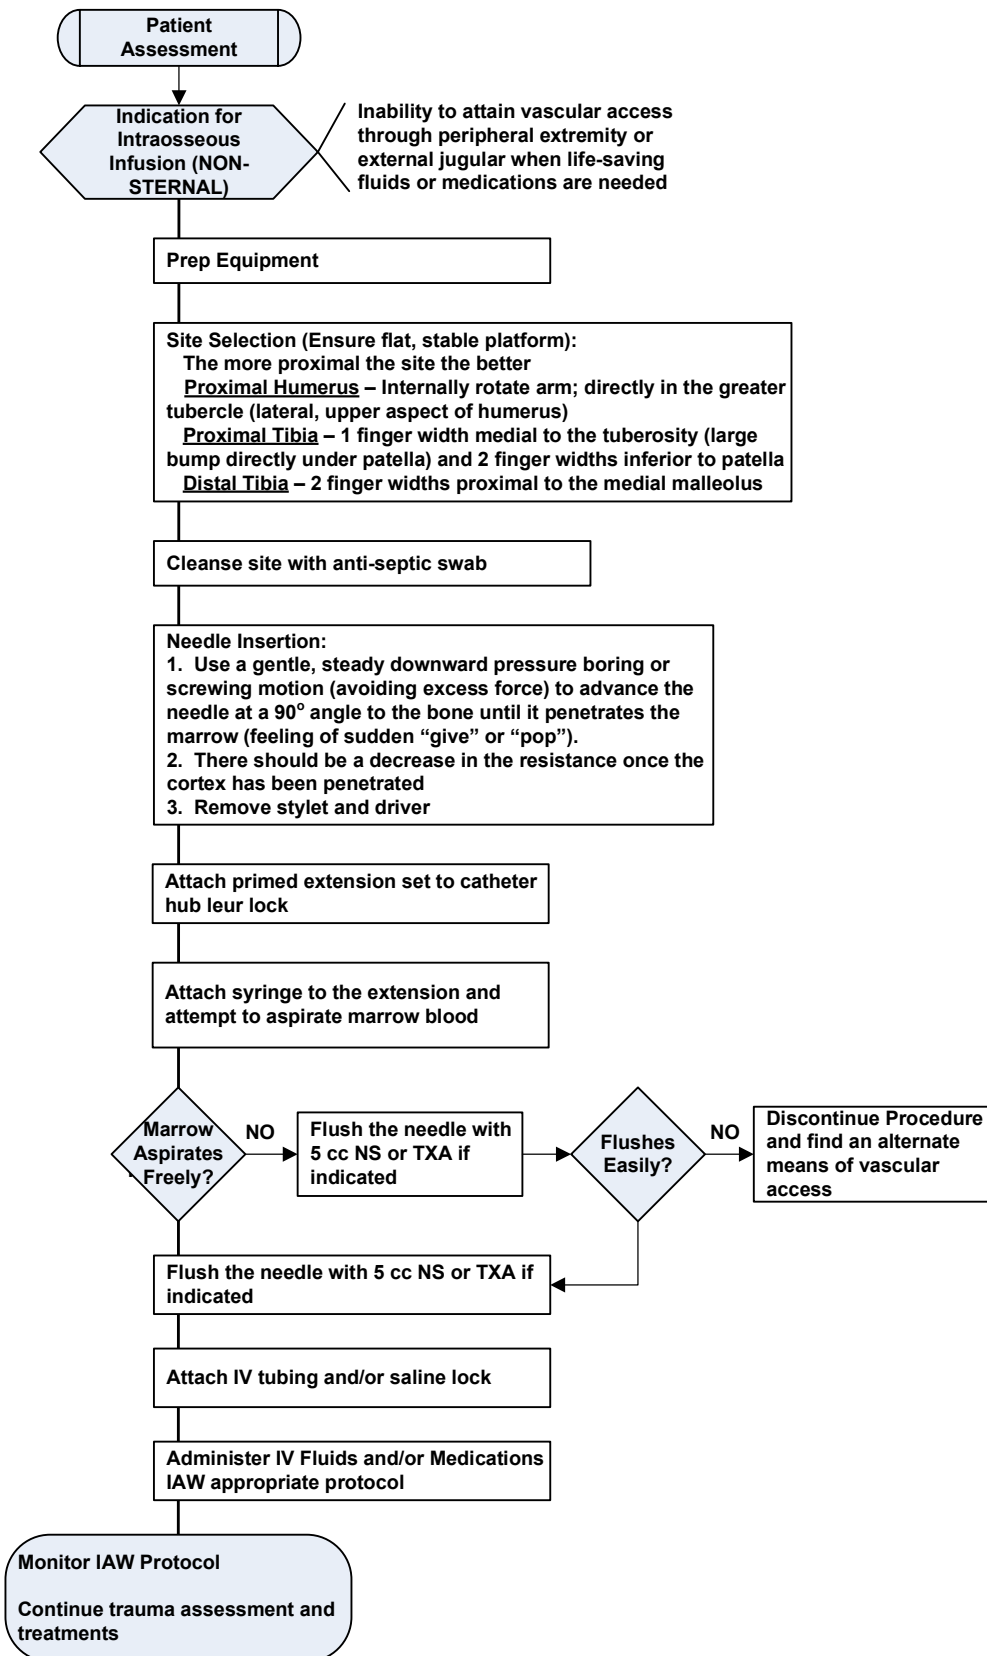 Patient
Assessment
Indication for
Intraosseous
Infusion (NON-
STERNAL)
Inability to attain vascular access
through peripheral extremity or
external jugular when life-saving
fluids or medications are needed
Prep Equipment
Site Selection (Ensure flat, stable platform):
The more proximal the site the better
Proximal Humerus – Internally rotate arm; directly in the greater
tubercle (lateral, upper aspect of humerus)
Proximal Tibia – 1 finger width medial to the tuberosity (large
bump directly under patella) and 2 finger widths inferior to patella
Distal Tibia – 2 finger widths proximal to the medial malleolus
Cleanse site with anti-septic swab
Needle Insertion:
1. Use a gentle, steady downward pressure boring or
screwing motion (avoiding excess force) to advance the
needle at a 90° angle to the bone until it penetrates the
marrow (feeling of sudden “give” or “pop”).
2. There should be a decrease in the resistance once the
cortex has been penetrated
3. Remove stylet and driver
Attach primed extension set to catheter
hub leur lock
Attach syringe to the extension and
attempt to aspirate marrow blood
Marrow
Aspirates
Freely?
NO
Flush the needle with
5 cc NS or TXA if
indicated
Flushes
Easily?
NO
Discontinue Procedure
and find an alternate
means of vascular
access
Flush the needle with 5 cc NS or TXA if
indicated
Attach IV tubing and/or saline lock
Administer IV Fluids and/or Medications
IAW appropriate protocol
Monitor IAW Protocol
Continue trauma assessment and
treatments